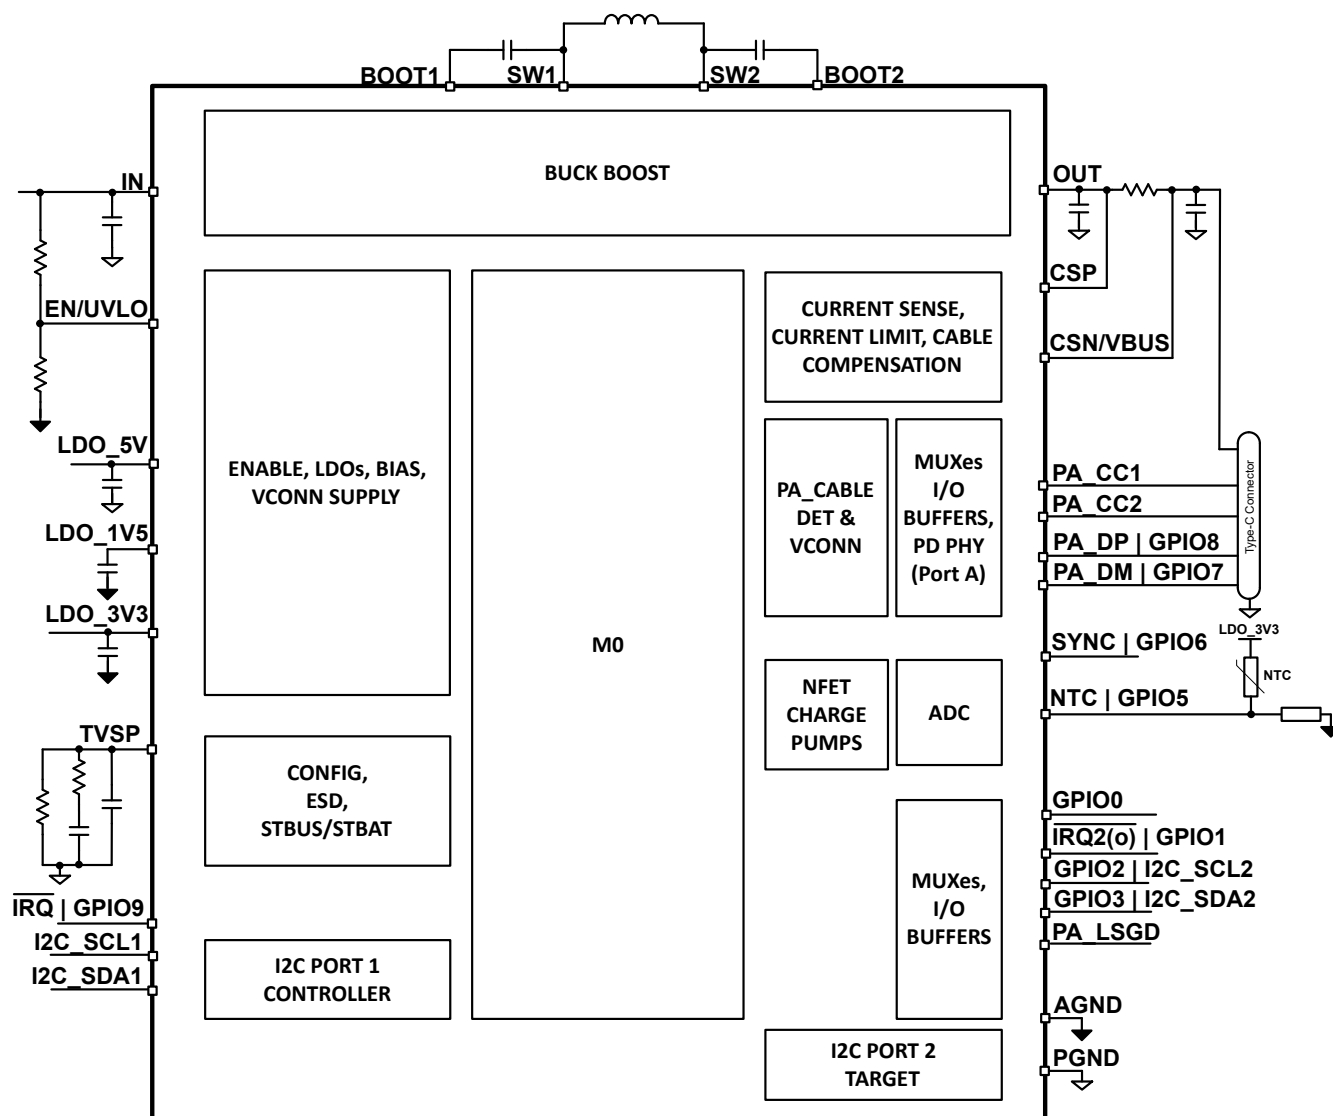 BOOT1
SW1
SW2
BOOT2
BUCK BOOST
IN
EN/UVLO
LDO_5V
LDO_1V5
LDO_3V3
TVSP
IRQ | GPIO9
I2C_SCL1
I2C_SDA1
ENABLE, LDOs, BIAS,
VCONN SUPPLY
CONFIG,
ESD,
STBUS/STBAT
I2C PORT 1
CONTROLLER
M0
CURRENT SENSE,
CURRENT LIMIT, CABLE
COMPENSATION
PA_CABLE
DET &
VCONN
MUXes
I/O
BUFFERS,
PD PHY
(Port A)
NFET
CHARGE
PUMPS
ADC
MUXes,
I/O
BUFFERS
I2C PORT 2
TARGET
OUT
CSP
CSN/VBUS
PA_CC1
PA_CC2
PA_DP | GPIO8
PA_DM | GPIO7
Type-C Connector
SYNC | GPIO6
LDO_3V3
NTC
NTC | GPIO5
GPIO0
IRQ2(o) | GPIO1
GPIO2 | I2C_SCL2
GPIO3 | I2C_SDA2
PA_LSGD
AGND
PGND